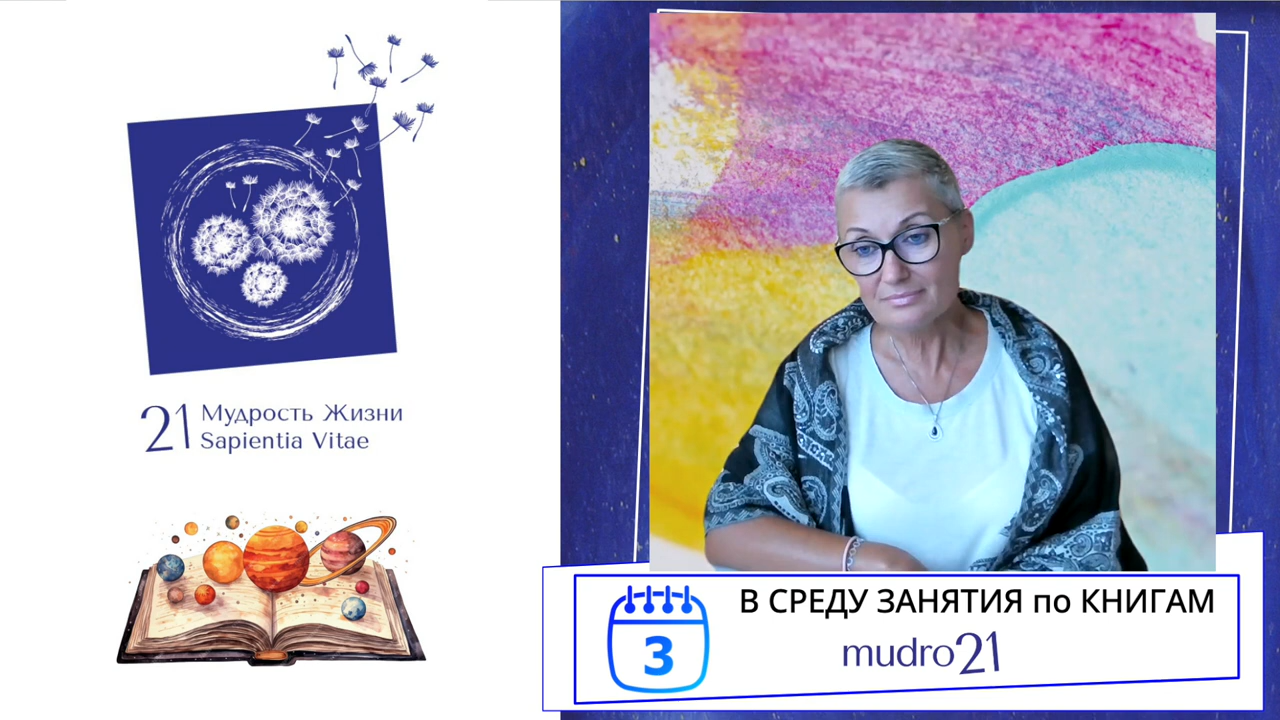 21 Мудрость Жизни
Sapientia Vitae
3
В СРЕДУ ЗАНЯТИЯ по КНИГАМ
mudro21